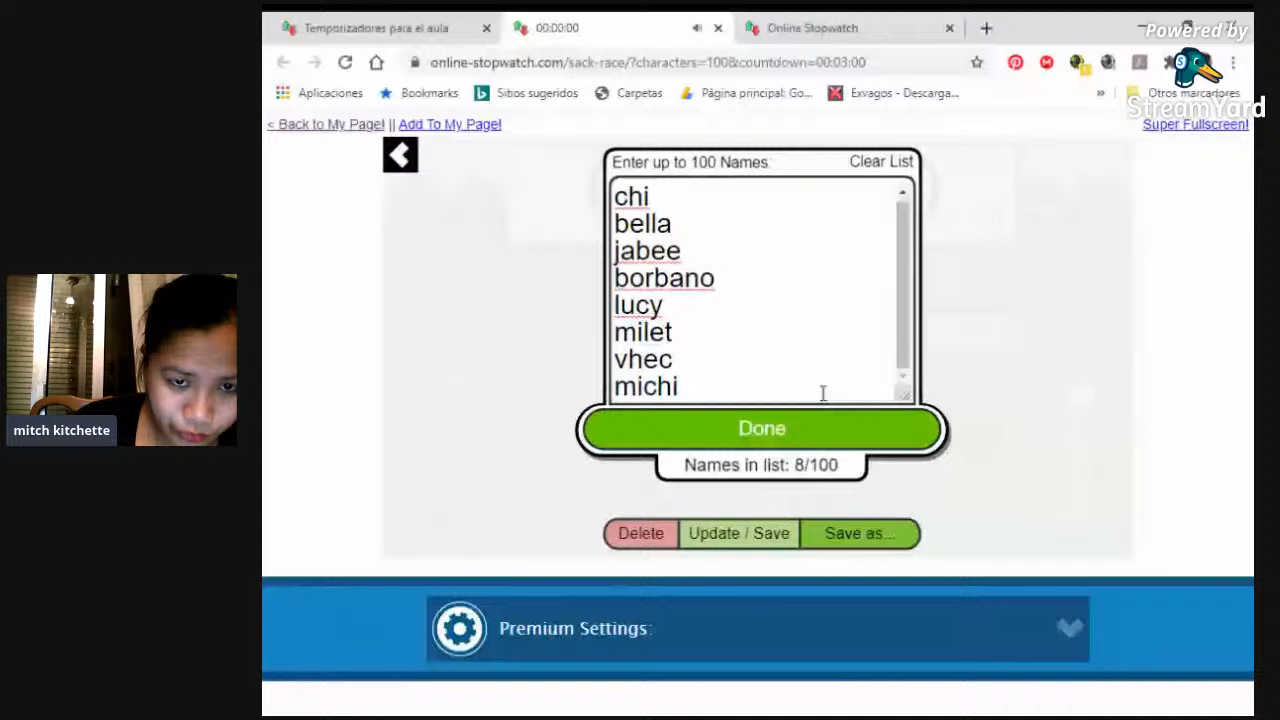 Temporizadores para el aula
00:00:00
Online Stopwatch
Powered by
online-stopwatch.com/sack-race/?characters=100&countdown=00:03:00
StreamYard
Aplicaciones
Bookmarks
Sitios sugeridos
Carpetas
Página principal: Go...
Exvagos - Descarga...
»
Otros marcadores
< Back to My Page! || Add To My Page!
Super Fullscreen!
Enter up to 100 Names:
Clear List
chi
bella
jabee
borbano
lucy
milet
vhec
michi
Done
Names in list: 8/100
Delete
Update / Save
Save as...
Premium Settings:
mitch kitchette